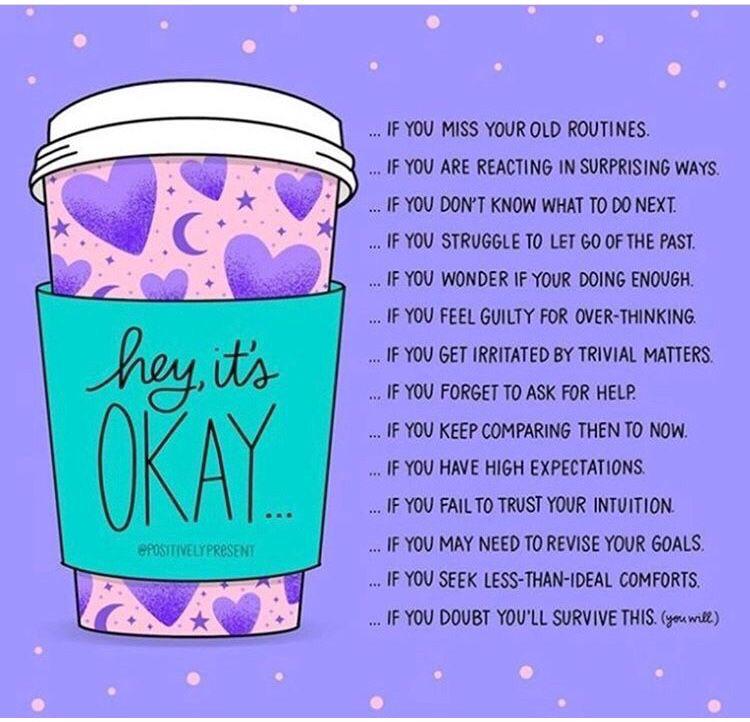 hey, it's
OKAY...
@POSITIVELYPRESENT
... IF YOU MISS YOUR OLD ROUTINES.
... IF YOU ARE REACTING IN SURPRISING WAYS.
... IF YOU DON'T KNOW WHAT TO DO NEXT.
... IF YOU STRUGGLE TO LET GO OF THE PAST.
... IF YOU WONDER IF YOUR DOING ENOUGH.
... IF YOU FEEL GUILTY FOR OVER-THINKING.
... IF YOU GET IRRITATED BY TRIVIAL MATTERS.
... IF YOU FORGET TO ASK FOR HELP.
... IF YOU KEEP COMPARING THEN TO NOW.
... IF YOU HAVE HIGH EXPECTATIONS.
... IF YOU FAIL TO TRUST YOUR INTUITION.
... IF YOU MAY NEED TO REVISE YOUR GOALS.
... IF YOU SEEK LESS-THAN-IDEAL COMFORTS.
... IF YOU DOUBT YOU'LL SURVIVE THIS. (you will)